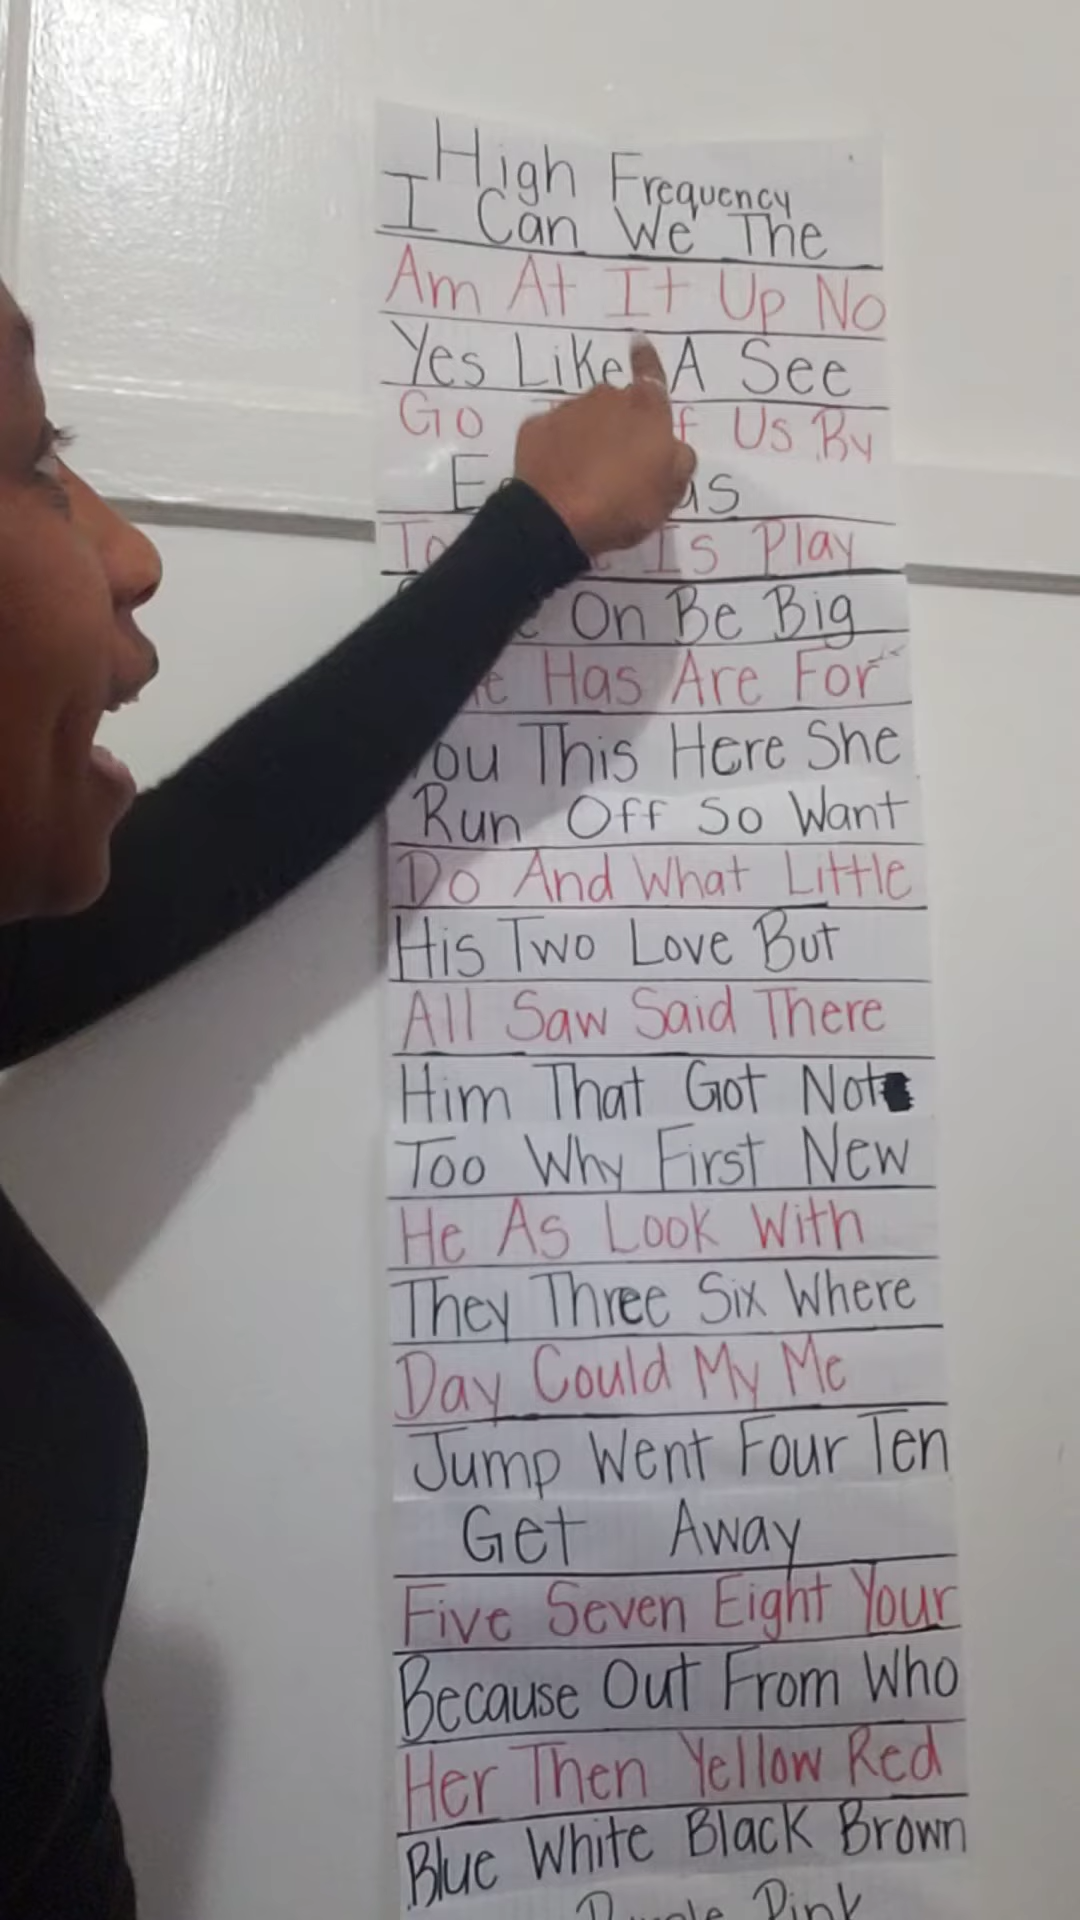 High Frequency
I Can We The
Am At It Up No
Yes Like A See
Go Us By
Is Play
On Be Big
Has Are For
This Here She
Run Off So Want
Do And What Little
His Two Love But
All Saw Said There
Him That Got Not
Too Why First New
He As Look With
They Three Six Where
Day Could My Me
Jump Went Four Ten
Get Away
Five Seven Eight Your
Because Out From Who
Her Then Yellow Red
Blue White Black Brown
Pink